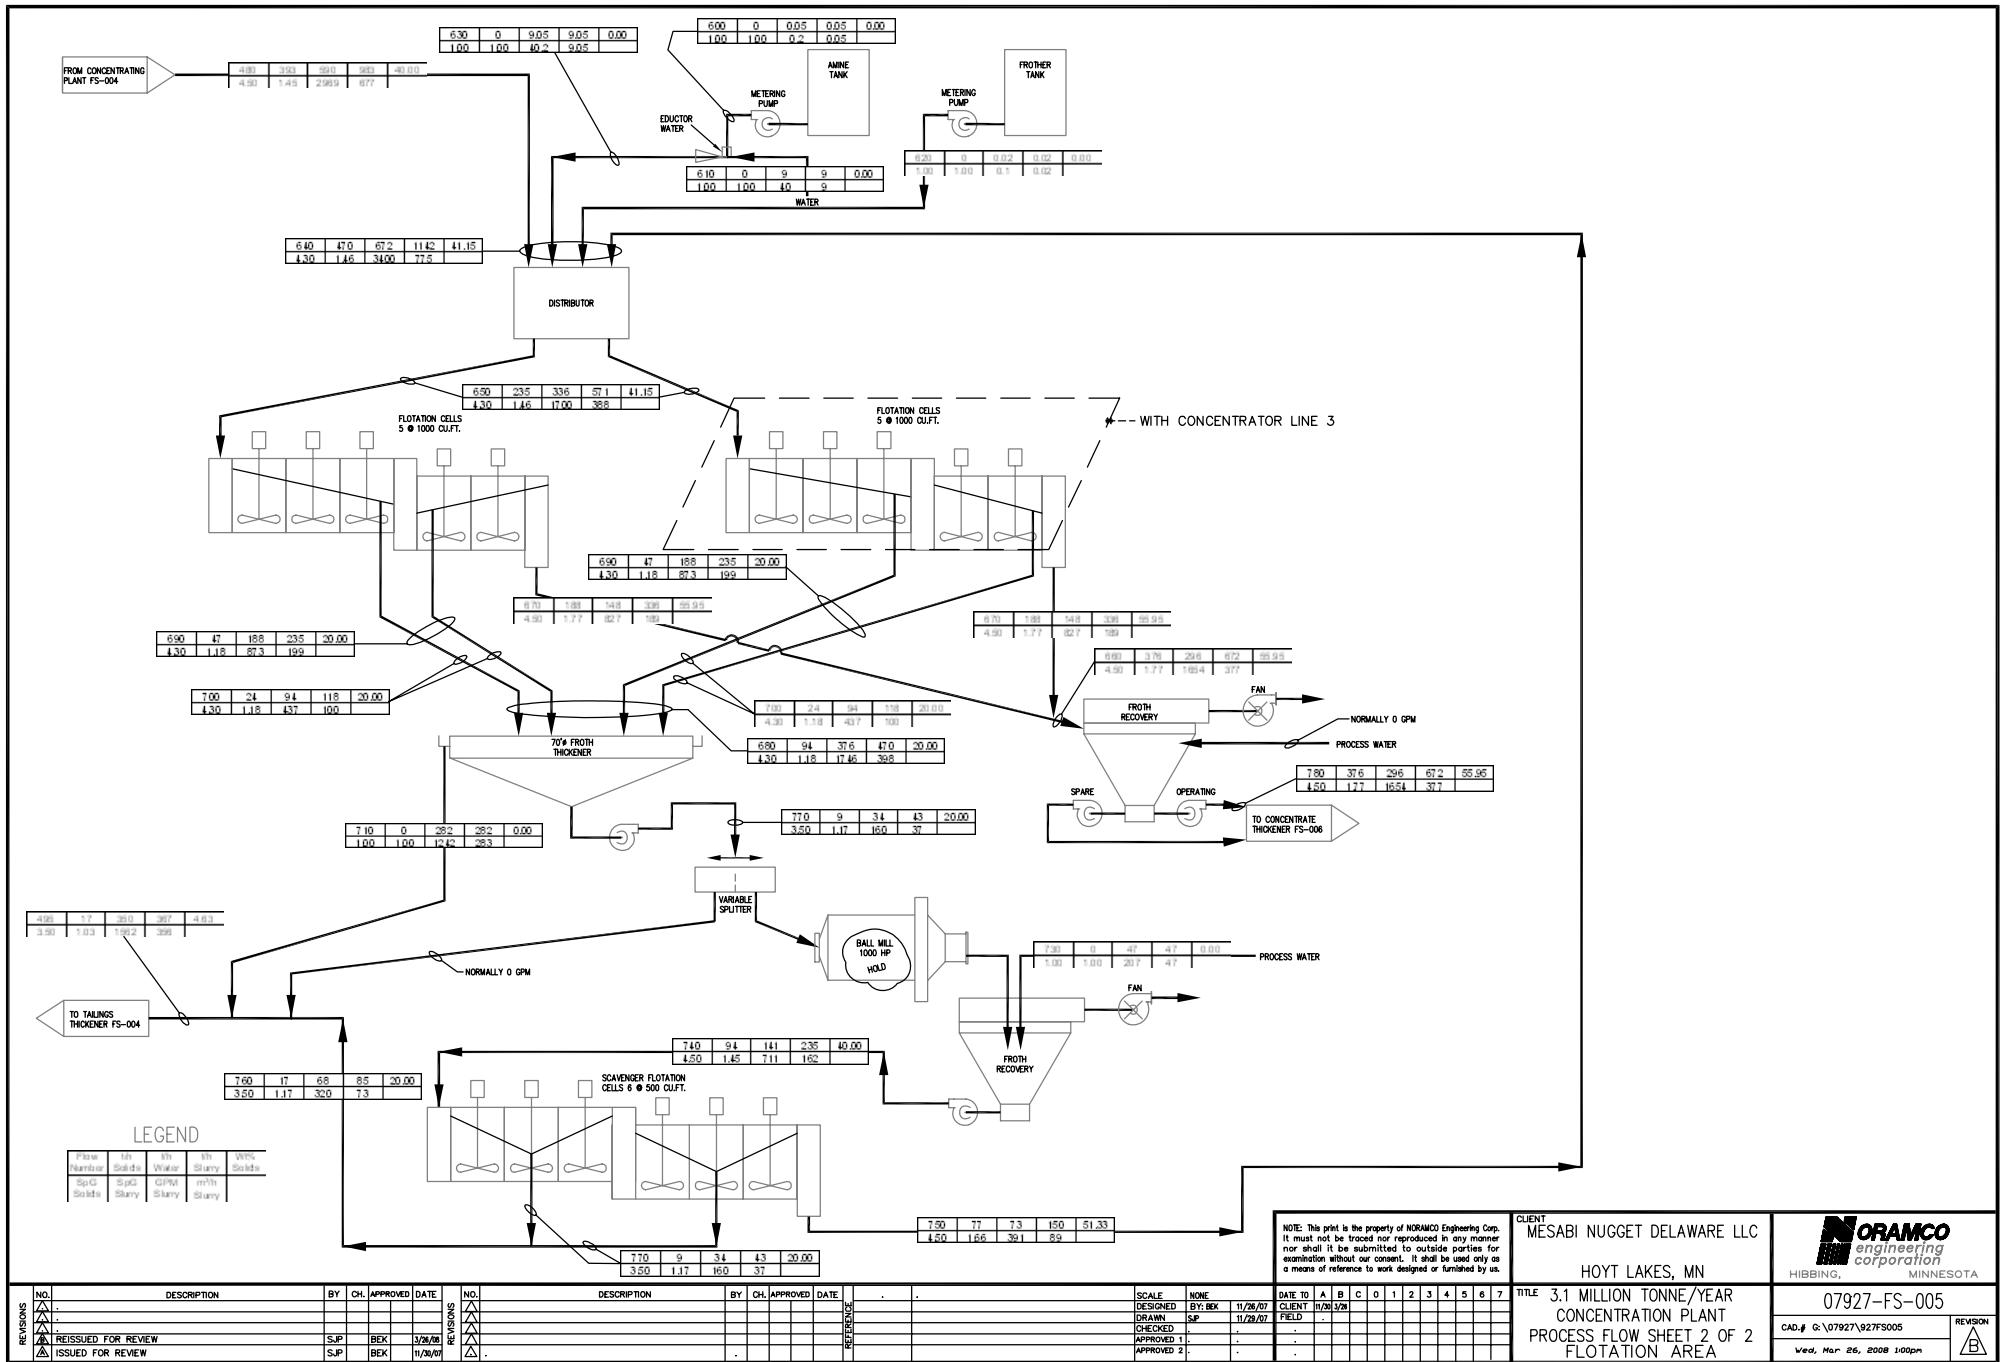 630 0 9.05 9.05 0.00
1.00 1.00 40.2 9.05
600 0 0.05 0.05 0.00
1.00 1.00 0.2 0.05
FROM CONCENTRATING
PLANT FS-004
480 393 590 983 40.00
4.50 1.45 2989 677
AMINE
TANK
FROTHER
TANK
METERING
PUMP
METERING
PUMP
EDUCTOR
WATER
620 0 0.02 0.02 0.00
1.00 1.00 0.1 0.02
610 0 9 9 0.00
1.00 1.00 40 9
WATER
640 470 672 1142 41.15
4.30 1.46 3400 775
DISTRIBUTOR
650 235 336 571 41.15
4.30 1.46 1700 388
FLOTATION CELLS
5 @ 1000 CU.FT.
FLOTATION CELLS
5 @ 1000 CU.FT.
WITH CONCENTRATOR LINE 3
690 47 188 235 20.00
4.30 1.18 873 199
670 188 148 336 55.95
4.50 1.77 827 189
670 188 148 336 55.95
4.50 1.77 827 189
690 47 188 235 20.00
4.30 1.18 873 199
660 376 296 672 55.95
4.50 1.77 1654 377
700 24 94 118 20.00
4.30 1.18 437 100
700 24 94 118 20.00
4.30 1.18 437 100
FAN
FROTH
RECOVERY
NORMALLY 0 GPM
PROCESS WATER
70'ø FROTH
THICKENER
680 94 376 470 20.00
4.30 1.18 1746 398
780 376 296 672 55.95
4.50 1.77 1654 377
SPARE
OPERATING
TO CONCENTRATE
THICKENER FS-006
770 9 34 43 20.00
3.50 1.17 160 37
710 0 282 282 0.00
1.00 1.00 1242 283
VARIABLE
SPLITTER
495 17 350 367 4.63
3.50 1.03 1562 356
BALL MILL
1000 HP
HOLD
730 0 47 47 0.00
1.00 1.00 207 47
PROCESS WATER
NORMALLY 0 GPM
FAN
TO TAILINGS
THICKENER FS-004
FROTH
RECOVERY
740 94 141 235 40.00
4.50 1.45 711 162
760 17 68 85 20.00
3.50 1.17 320 73
SCAVENGER FLOTATION
CELLS 6 @ 500 CU.FT.
LEGEND
Flow Number t/h Solids t/h Water t/h Slurry Wt% Solids
SpG Solids SpG Slurry GPM Slurry m³/h Slurry
750 77 73 150 51.33
4.50 1.66 391 89
770 9 34 43 20.00
3.50 1.17 160 37
NOTE: This print is the property of NORAMCO Engineering Corp.
It must not be traced nor reproduced in any manner
nor shall it be submitted to outside parties for
examination without our consent. It shall be used only as
a means of reference to work designed or furnished by us.
CLIENT
MESABI NUGGET DELAWARE LLC
HOYT LAKES, MN
NORAMCO
engineering
corporation
HIBBING, MINNESOTA
TITLE 3.1 MILLION TONNE/YEAR
CONCENTRATION PLANT
PROCESS FLOW SHEET 2 OF 2
FLOTATION AREA
07927-FS-005
CAD.# G:\07927\927FS005
Wed, Mar 26, 2008 1:00pm
REVISION
B
REVISIONS
NO. DESCRIPTION BY CH. APPROVED DATE
B REISSUED FOR REVIEW SJP BEK 3/26/08
A ISSUED FOR REVIEW SJP BEK 11/30/07
REVISIONS
NO. DESCRIPTION BY CH. APPROVED DATE
REFERENCE
SCALE NONE
DESIGNED BY: BEK 11/26/07
DRAWN SJP 11/29/07
CHECKED
APPROVED 1
APPROVED 2
DATE TO A B C 0 1 2 3 4 5 6 7
CLIENT 11/30 3/26
FIELD